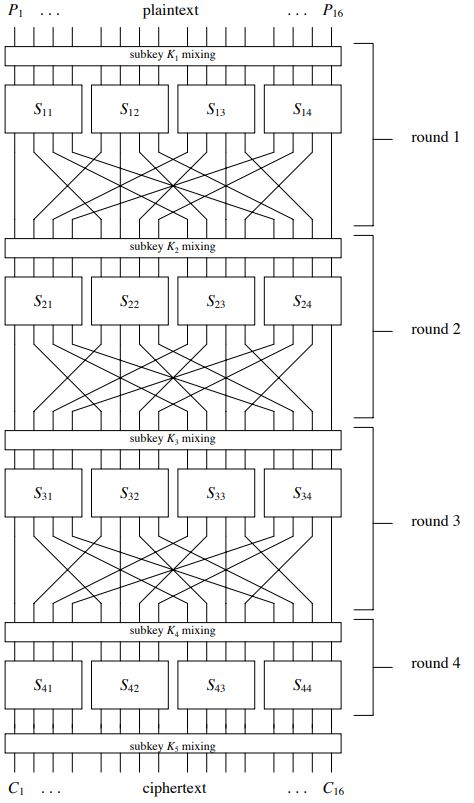 P₁ ... plaintext ... P₁₆
subkey K₁ mixing
S₁₁ S₁₂ S₁₃ S₁₄
round 1
subkey K₂ mixing
S₂₁ S₂₂ S₂₃ S₂₄
round 2
subkey K₃ mixing
S₃₁ S₃₂ S₃₃ S₃₄
round 3
subkey K₄ mixing
S₄₁ S₄₂ S₄₃ S₄₄
round 4
subkey K₅ mixing
C₁ ... ciphertext ... C₁₆